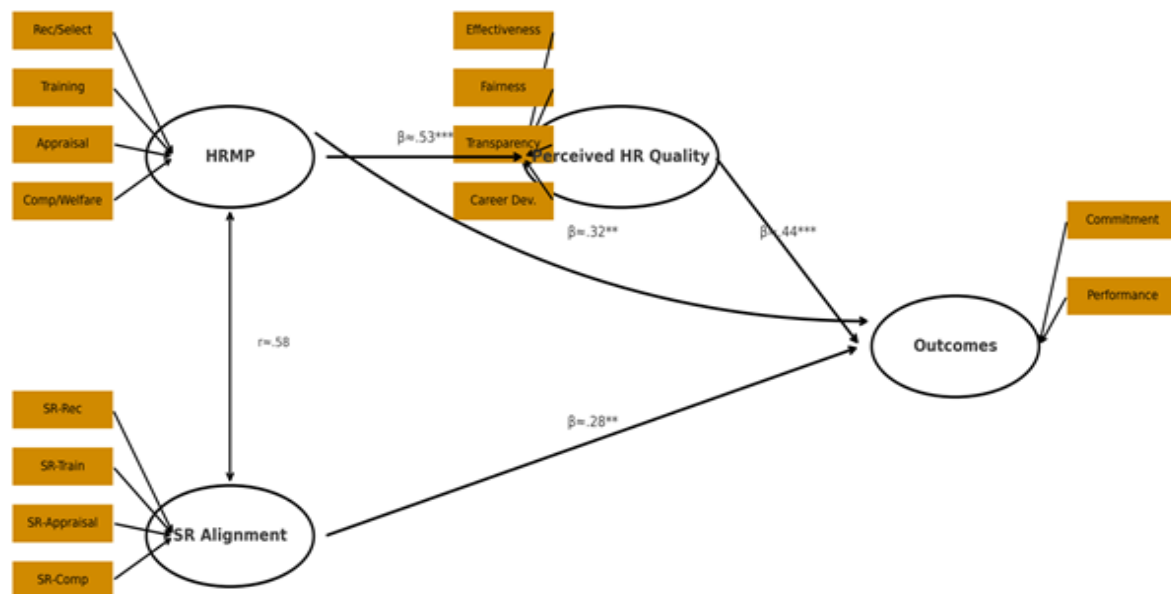 Rec/Select
Training
Appraisal
Comp/Welfare
HRMP
β≈.53***
Effectiveness
Fairness
Transparency
Career Dev.
Perceived HR Quality
β≈.32**
β≈.44***
Commitment
Performance
Outcomes
r≈.58
SR-Rec
SR-Train
SR-Appraisal
SR-Comp
SR Alignment
β≈.28**